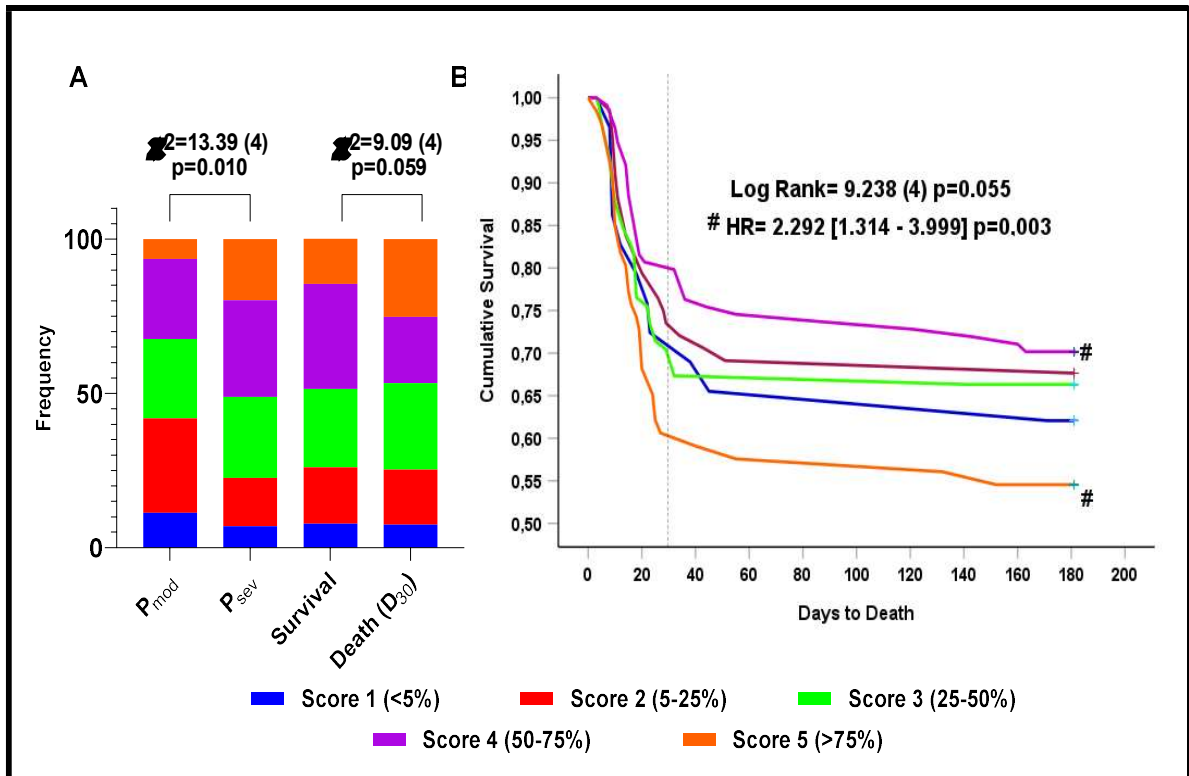 A
B
2=13.39 (4)
p=0.010
2=9.09 (4)
p=0.059
100
50
0
Frequency
Pmod
Psev
Survival
Death (D30)
1,00
0,95
0,90
0,85
0,80
0,75
0,70
0,65
0,60
0,55
0,50
Cumulative Survival
Log Rank= 9.238 (4) p=0.055
# HR= 2.292 [1.314 - 3.999] p=0.003
#
#
0 20 40 60 80 100 120 140 160 180 200
Days to Death
Score 1 (<5%) Score 2 (5-25%) Score 3 (25-50%)
Score 4 (50-75%) Score 5 (>75%)